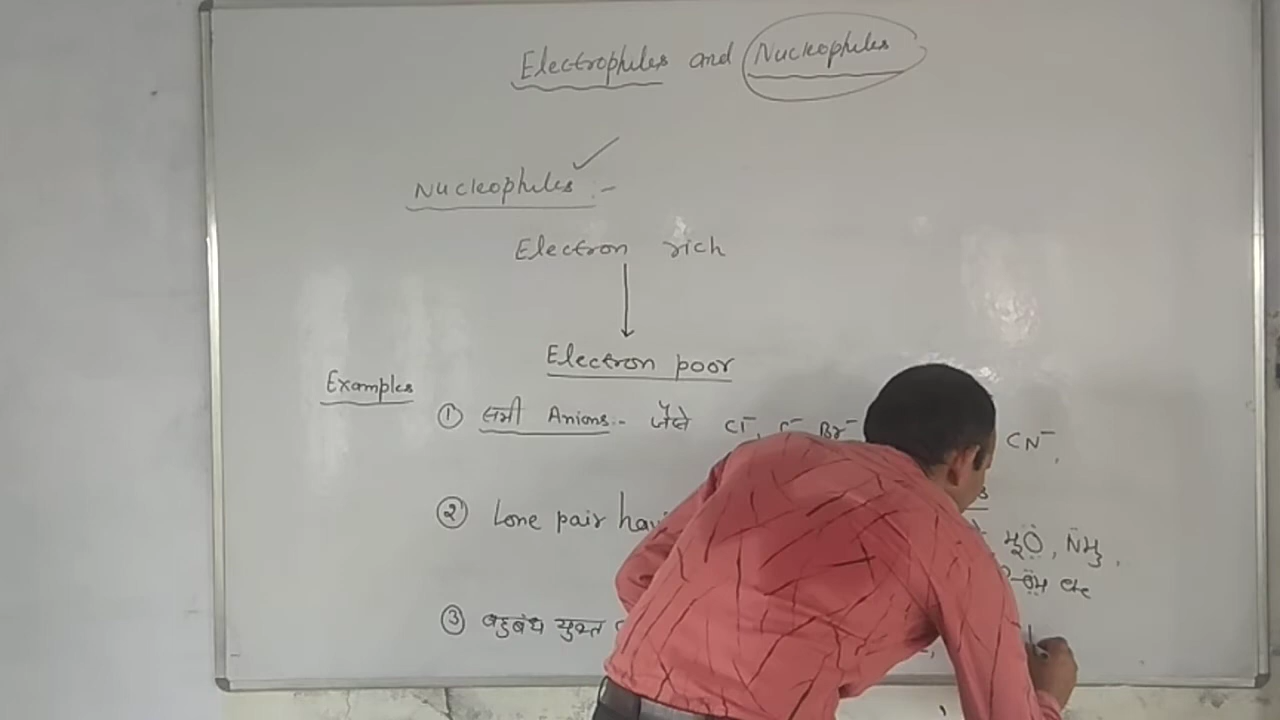 Electrophiles and Nucleophiles
Nucleophiles :-
Electron rich
Electron poor
Examples
① सभी Anions :- जैसे Cl⁻, Br⁻ CN⁻,
② Lone pair H₂Ö, N̈H₃,
③ बहुबंध युक्त